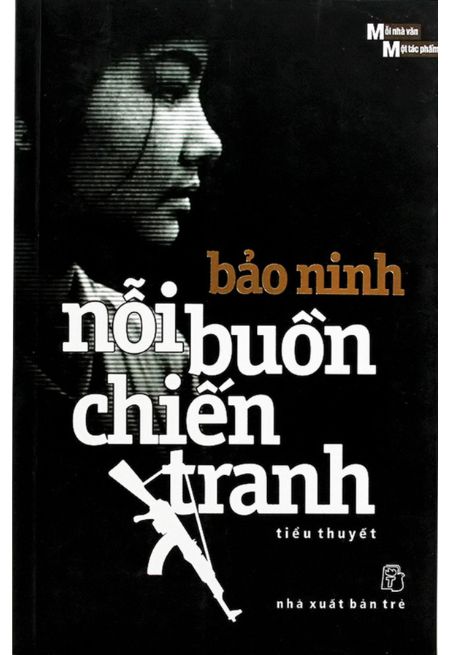 Mỗi nhà văn
Một tác phẩm
bảo ninh
nỗi buồn
chiến
tranh
tiểu thuyết
nhà xuất bản trẻ